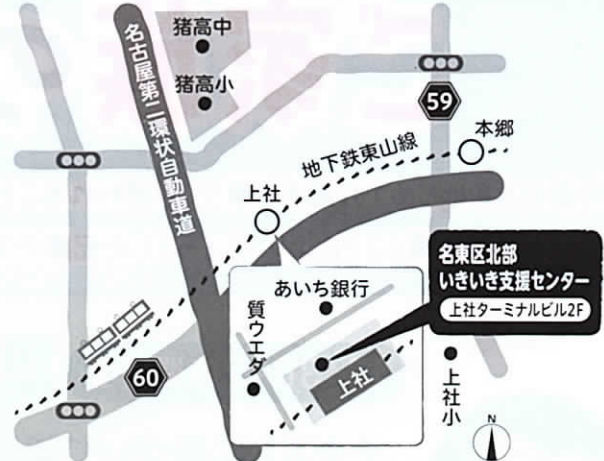 猪高中
猪高小
名古屋第二環状自動車道
59
本郷
地下鉄東山線
上社
名東区北部
いきいき支援センター
上社ターミナルビル2F
あいち銀行
質ウエダ
上社
上社小
60
N